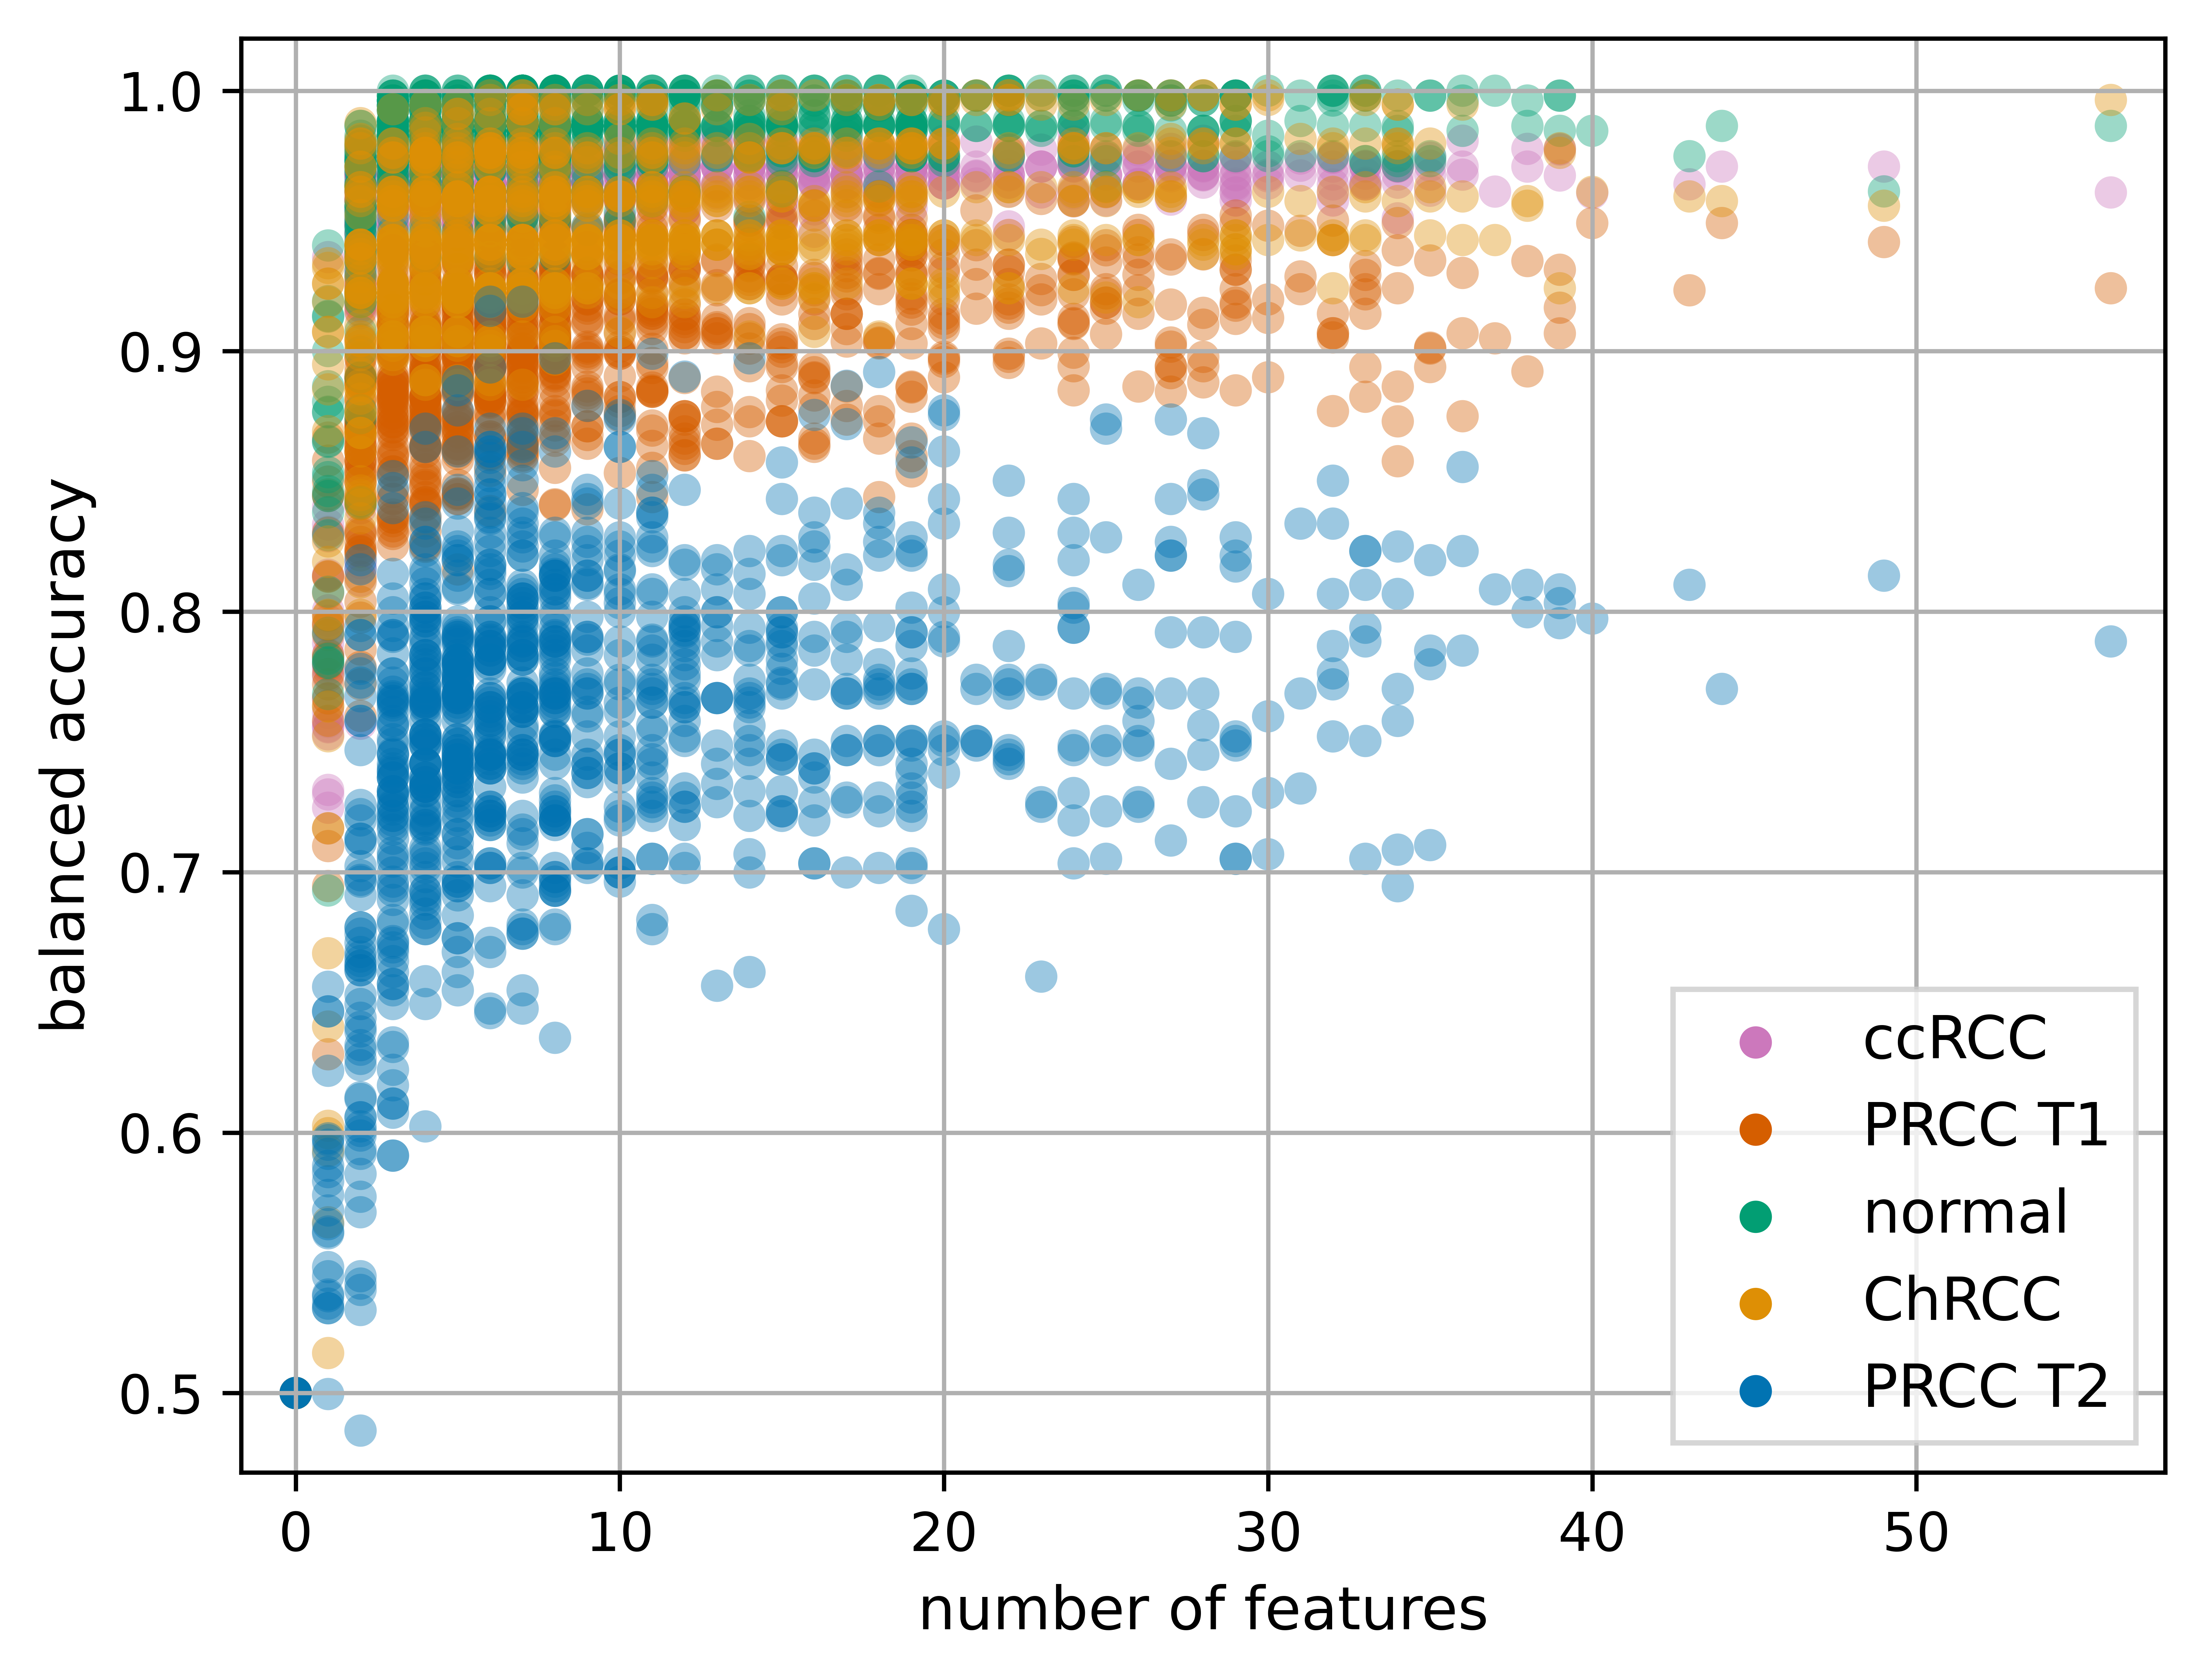 1.0
0.9
0.8
0.7
0.6
0.5
balanced accuracy
0 10 20 30 40 50
number of features
ccRCC
PRCC T1
normal
ChRCC
PRCC T2